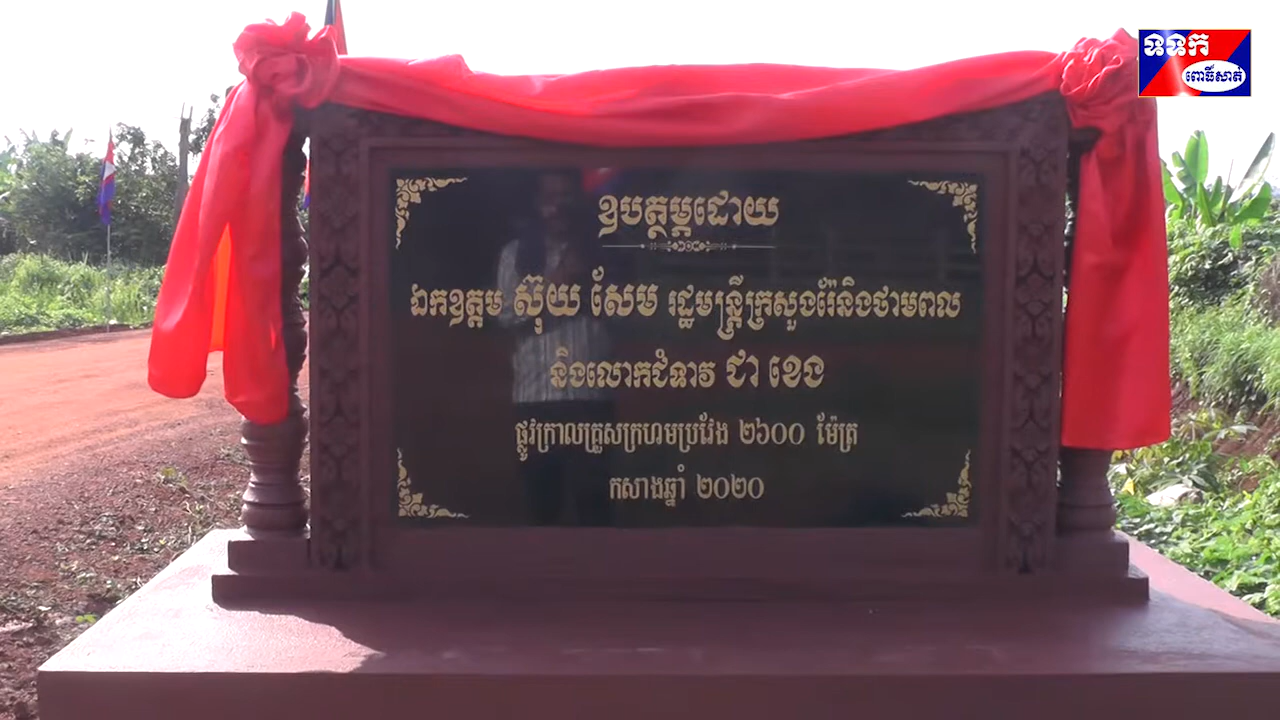 ទទក
ពោធិ៍សាត់
ឧបត្ថម្ភដោយ
ឯកឧត្តម ស៊ុយ សែម រដ្ឋមន្ត្រីក្រសួងរ៉ែនិងថាមពល
និងលោកជំទាវ ជា ខេង
ផ្លូវក្រាលគ្រួសក្រហមប្រវែង ២៦០០ ម៉ែត្រ
កសាងឆ្នាំ ២០២០